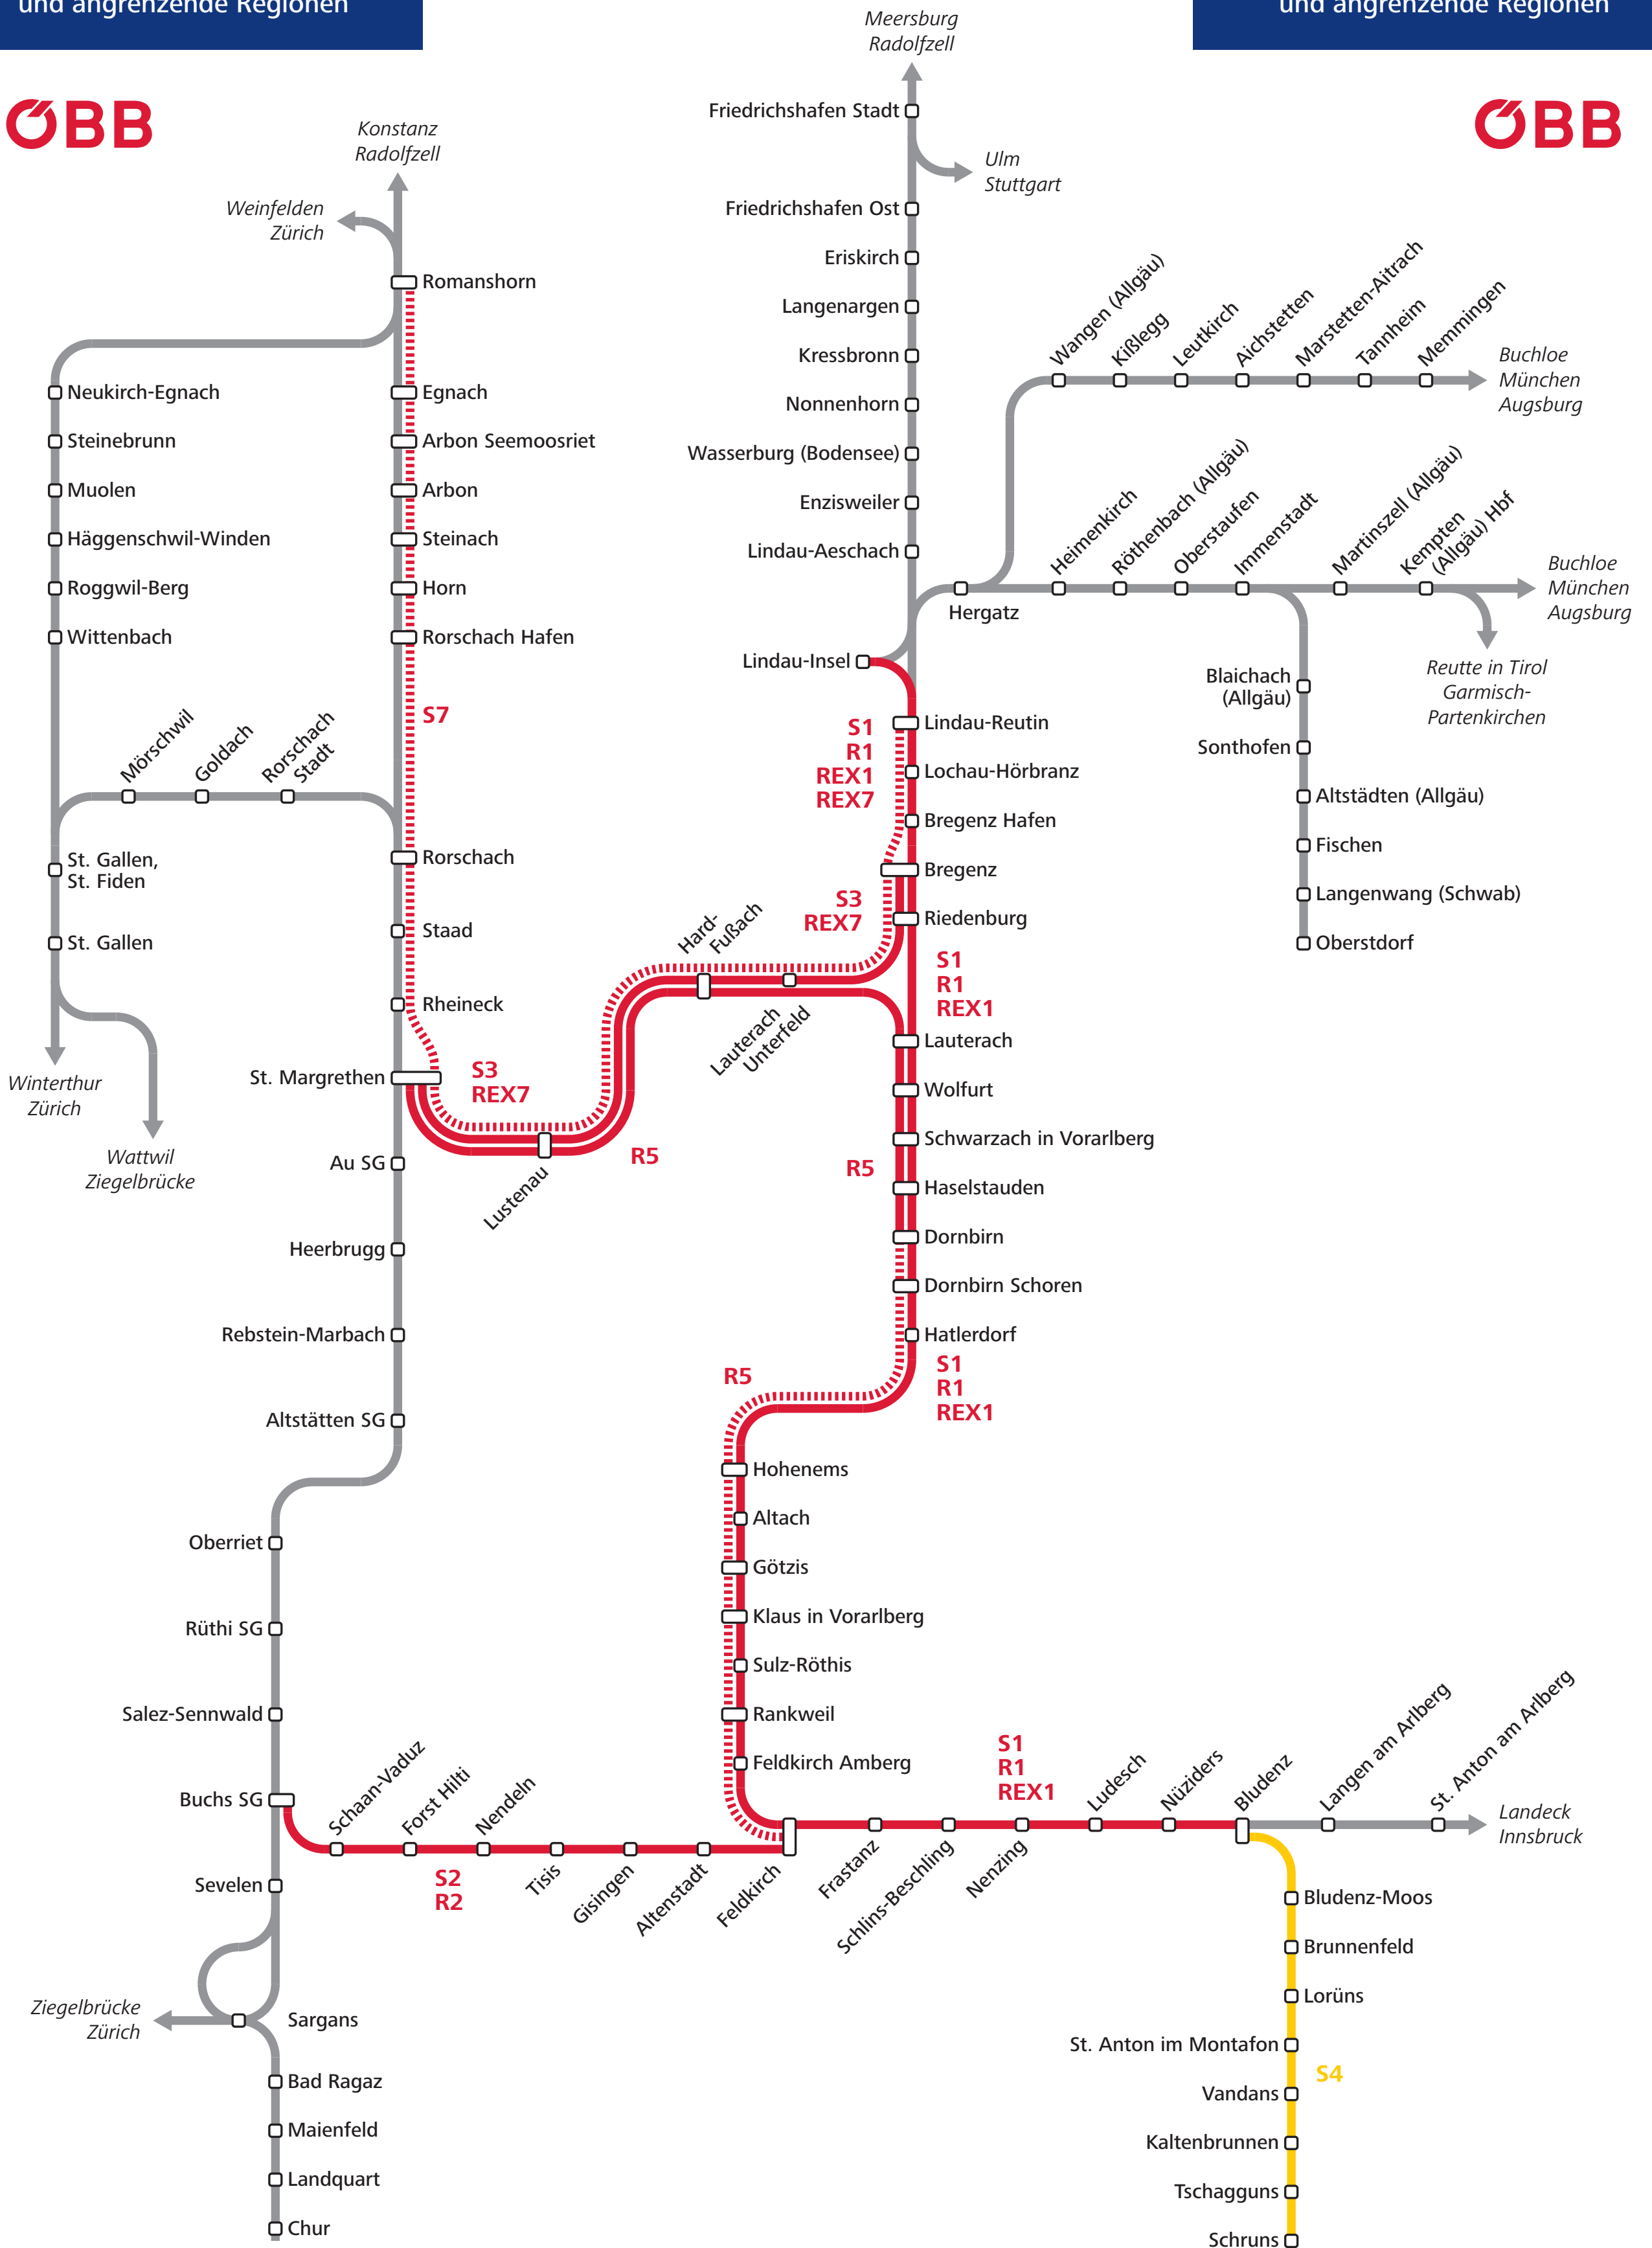 und angrenzende Regionen
und angrenzende Regionen
ÖBB
ÖBB
Meersburg
Radolfzell
Friedrichshafen Stadt
Ulm
Stuttgart
Friedrichshafen Ost
Eriskirch
Langenargen
Kressbronn
Nonnenhorn
Wasserburg (Bodensee)
Enzisweiler
Lindau-Aeschach
Lindau-Insel
Konstanz
Radolfzell
Weinfelden
Zürich
Romanshorn
Egnach
Arbon Seemoosriet
Arbon
Steinach
Horn
Rorschach Hafen
S7
Rorschach
Staad
Rheineck
St. Margrethen
Au SG
Heerbrugg
Rebstein-Marbach
Altstätten SG
Oberriet
Rüthi SG
Salez-Sennwald
Buchs SG
Sevelen
Ziegelbrücke
Zürich
Sargans
Bad Ragaz
Maienfeld
Landquart
Chur
Neukirch-Egnach
Steinebrunn
Muolen
Häggenschwil-Winden
Roggwil-Berg
Wittenbach
Mörschwil
Goldach
Rorschach
Stadt
St. Gallen,
St. Fiden
St. Gallen
Winterthur
Zürich
Wattwil
Ziegelbrücke
Wangen (Allgäu)
Kißlegg
Leutkirch
Aichstetten
Marstetten-Aitrach
Tannheim
Memmingen
Buchloe
München
Augsburg
Hergatz
Heimenkirch
Röthenbach (Allgäu)
Oberstaufen
Immenstadt
Martinszell (Allgäu)
Kempten
(Allgäu) Hbf
Buchloe
München
Augsburg
Reutte in Tirol
Garmisch-
Partenkirchen
Blaichach
(Allgäu)
Sonthofen
Altstädten (Allgäu)
Fischen
Langenwang (Schwab)
Oberstdorf
S1
R1
REX1
REX7
Lindau-Reutin
Lochau-Hörbranz
Bregenz Hafen
Bregenz
Riedenburg
S3
REX7
S1
R1
REX1
Hard-
Fußach
Lauterach
Unterfeld
S3
REX7
Lustenau
R5
Lauterach
Wolfurt
Schwarzach in Vorarlberg
R5
Haselstauden
Dornbirn
Dornbirn Schoren
Hatlerdorf
S1
R1
REX1
R5
Hohenems
Altach
Götzis
Klaus in Vorarlberg
Sulz-Röthis
Rankweil
Feldkirch Amberg
Schaan-Vaduz
Forst Hilti
Nendeln
S2
R2
Tisis
Gisingen
Altenstadt
Feldkirch
Frastanz
Schlins-Beschling
Nenzing
S1
R1
REX1
Ludesch
Nüziders
Bludenz
Langen am Arlberg
St. Anton am Arlberg
Landeck
Innsbruck
Bludenz-Moos
Brunnenfeld
Lorüns
St. Anton im Montafon
S4
Vandans
Kaltenbrunnen
Tschagguns
Schruns